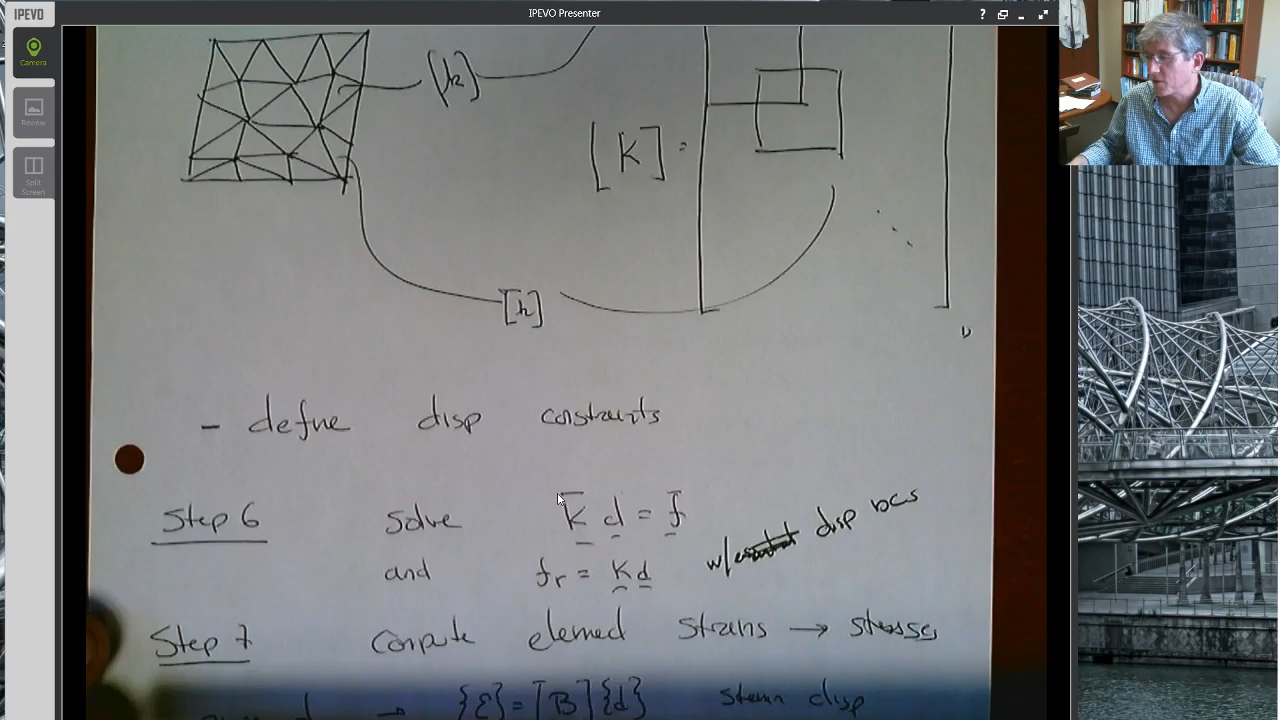 IPEVO
IPEVO Presenter
?
Camera
Review
Split
Screen
[k]
[K] =
[k]
- define disp constraints
Step 6 solve K̅ d = f̅
w/ disp BCs
and fr = K d
Step 7 compute element strains → stresses
{ε} = [B]{d} strain disp